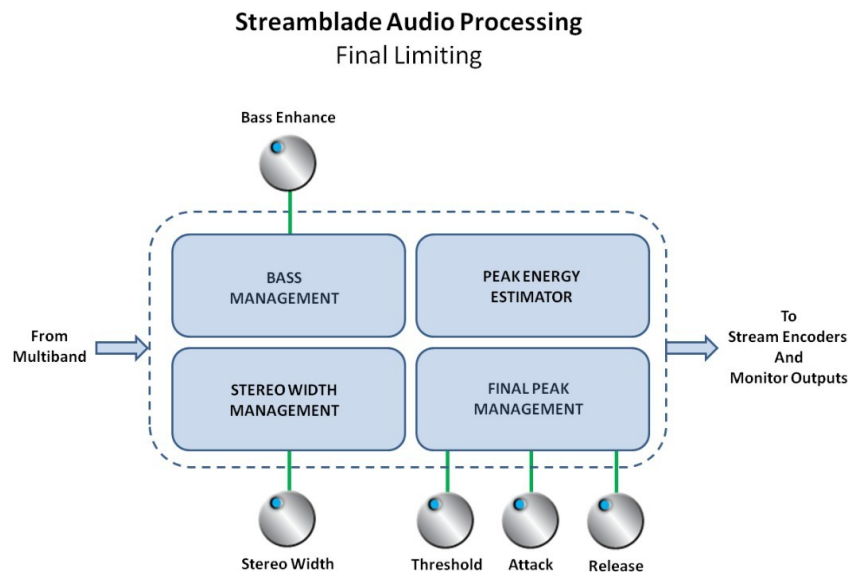 Streamblade Audio Processing
Final Limiting
Bass Enhance
BASS
MANAGEMENT
PEAK ENERGY
ESTIMATOR
From
Multiband
To
Stream Encoders
And
Monitor Outputs
STEREO WIDTH
MANAGEMENT
FINAL PEAK
MANAGEMENT
Stereo Width
Threshold
Attack
Release